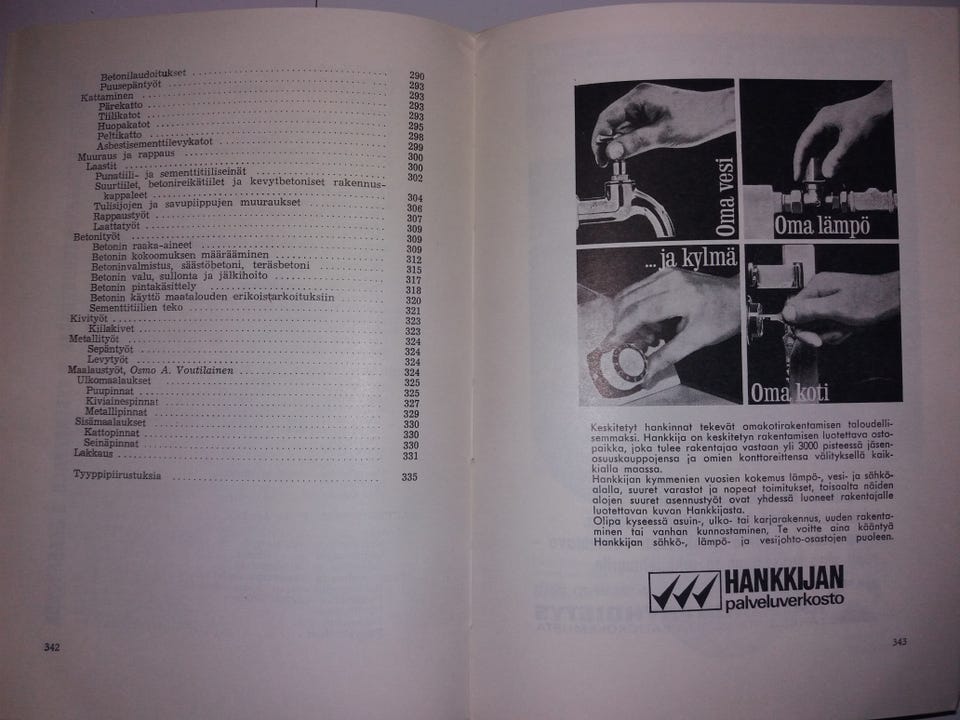 Betonilaudoitukset 290
Puusepäntyöt 293
Kattaminen 293
Pärekatto 293
Tiilikatot 293
Huopakatot 295
Peltikatto 298
Asbestisementtilevykatot 299
Muuraus ja rappaus 300
Laastit 300
Punatiili- ja sementtitiiliseinät 302
Suurtiilet, betonireikätiilet ja kevytbetoniset rakennus-
kappaleet 304
Tulisijojen ja savupiippujen muuraukset 306
Rappaustyöt 307
Laattatyöt 309
Betonityöt 309
Betonin raaka-aineet 309
Betonin kokoomuksen määrääminen 312
Betoninvalmistus, säästöbetoni, teräsbetoni 315
Betonin valu, sullonta ja jälkihoito 317
Betonin pintakäsittely 318
Betonin käyttö maatalouden erikoistarkoituksiin 320
Sementtitiilien teko 321
Kivityöt 323
Kiilakivet 323
Metallityöt 324
Sepäntyöt 324
Levytyöt 324
Maalaustyöt, Osmo A. Voutilainen 324
Ulkomaalaukset 325
Puupinnat 325
Kiviainespinnat 327
Metallipinnat 329
Sisämaalaukset 330
Kattopinnat 330
Seinäpinnat 330
Lakkaus 331
Tyyppipiirustuksia 335
342
Oma vesi
Oma lämpö
...ja kylmä
Oma koti
Keskitetyt hankinnat tekevät omakotirakentamisen taloudelli-
semmaksi. Hankkija on keskitetyn rakentamisen luotettava osto-
paikka, joka tulee rakentajaa vastaan yli 3000 pisteessä jäsen-
osuuskauppojensa ja omien konttoreittensa välityksellä kaik-
kialla maassa.
Hankkijan kymmenien vuosien kokemus lämpö-, vesi- ja sähkö-
alalla, suuret varastot ja nopeat toimitukset, toisaalta näiden
alojen suuret asennustyöt ovat yhdessä luoneet rakentajalle
luotettavan kuvan Hankkijasta.
Olipa kyseessä asuin-, ulko- tai karjarakennus, uuden rakenta-
minen tai vanhan kunnostaminen, Te voitte aina kääntyä
Hankkijan sähkö-, lämpö- ja vesijohto-osastojen puoleen.
HANKKIJAN
palveluverkosto
343